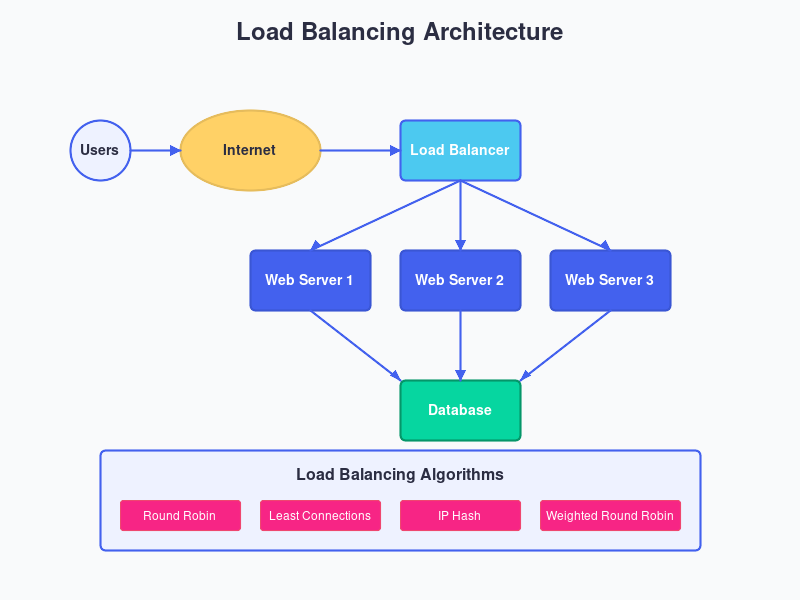 Load Balancing Architecture
Users
Internet
Load Balancer
Web Server 1
Web Server 2
Web Server 3
Database
Load Balancing Algorithms
Round Robin
Least Connections
IP Hash
Weighted Round Robin